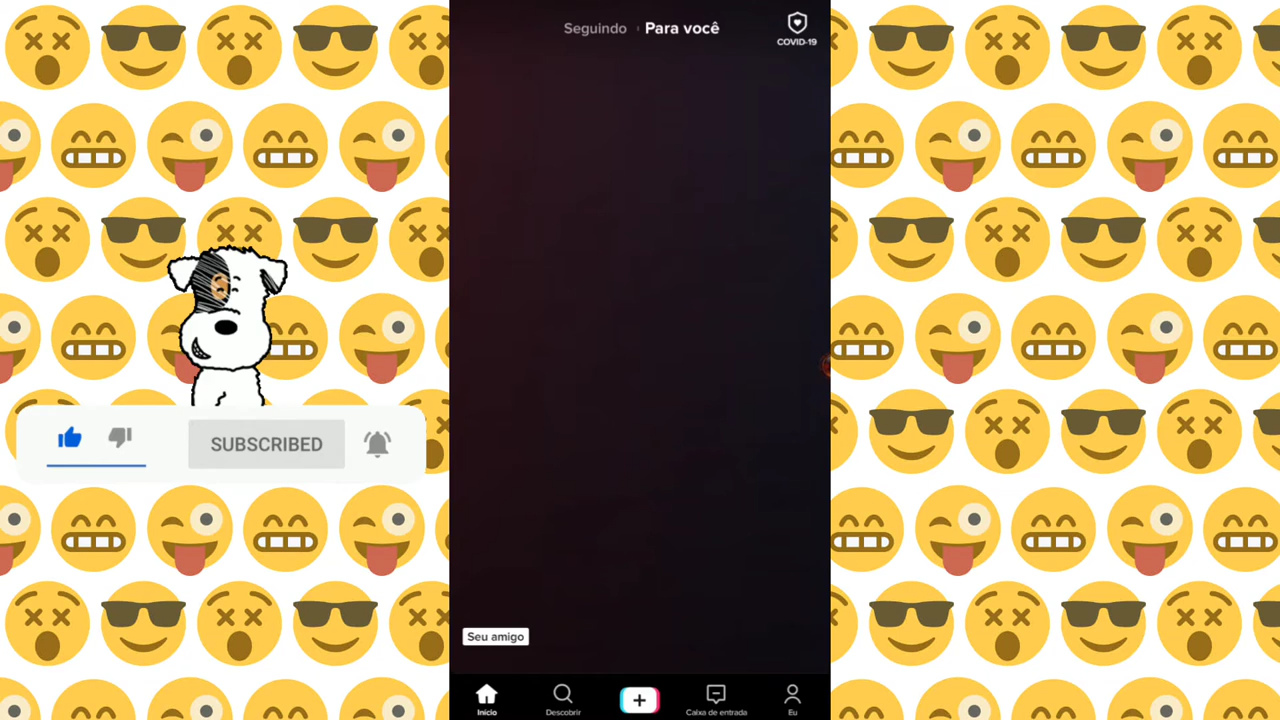 Seguindo Para você
COVID-19
SUBSCRIBED
Seu amigo
Início Descobrir Caixa de entrada Eu